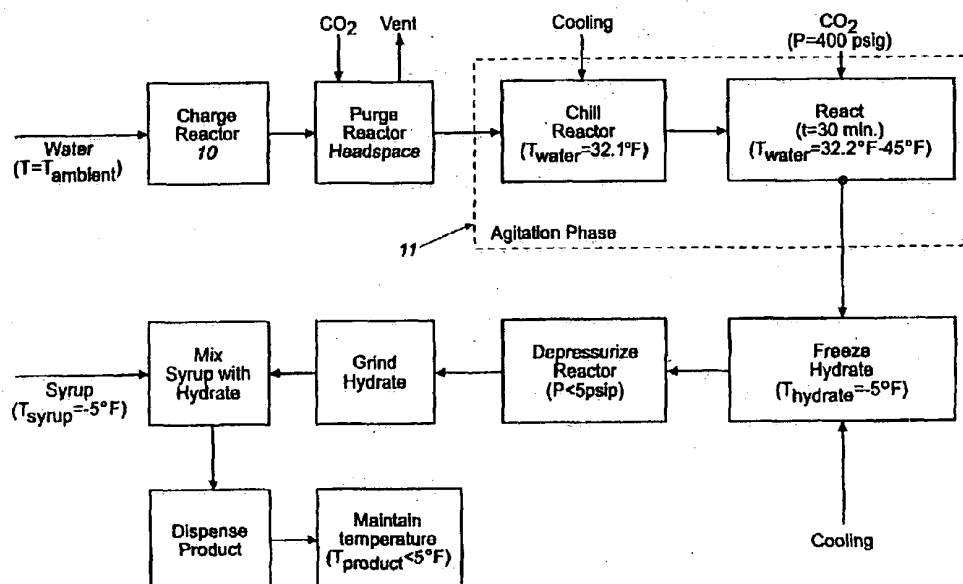 CO2
Vent
Cooling
CO2
(P=400 psig)
Charge
Reactor
10
Purge
Reactor
Headspace
Chill
Reactor
(Twater=32.1°F)
React
(t=30 min.)
(Twater=32.2°F-45°F)
Water
(T=Tambient)
11
Agitation Phase
Mix
Syrup with
Hydrate
Grind
Hydrate
Depressurize
Reactor
(P<5psip)
Freeze
Hydrate
(Thydrate=-5°F)
Syrup
(Tsyrup=-5°F)
Dispense
Product
Maintain
temperature
(Tproduct<5°F)
Cooling